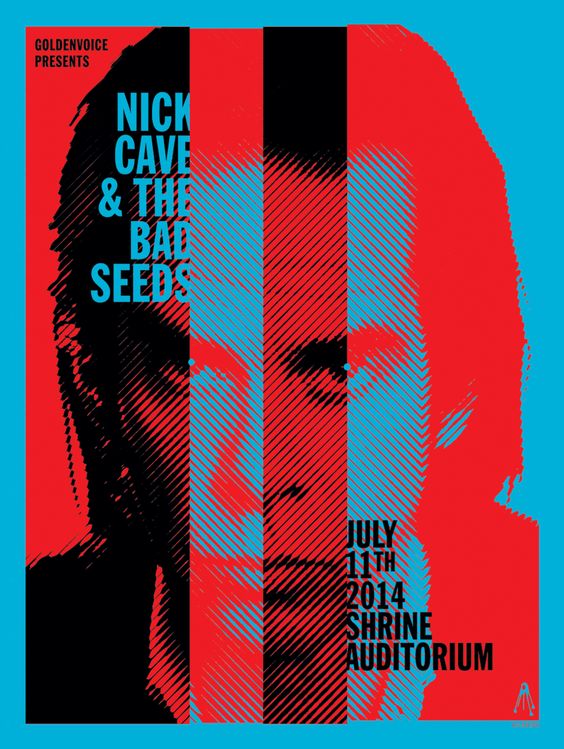 GOLDENVOICE
PRESENTS
NICK
CAVE
& THE
BAD
SEEDS
JULY
11TH
2014
SHRINE
AUDITORIUM